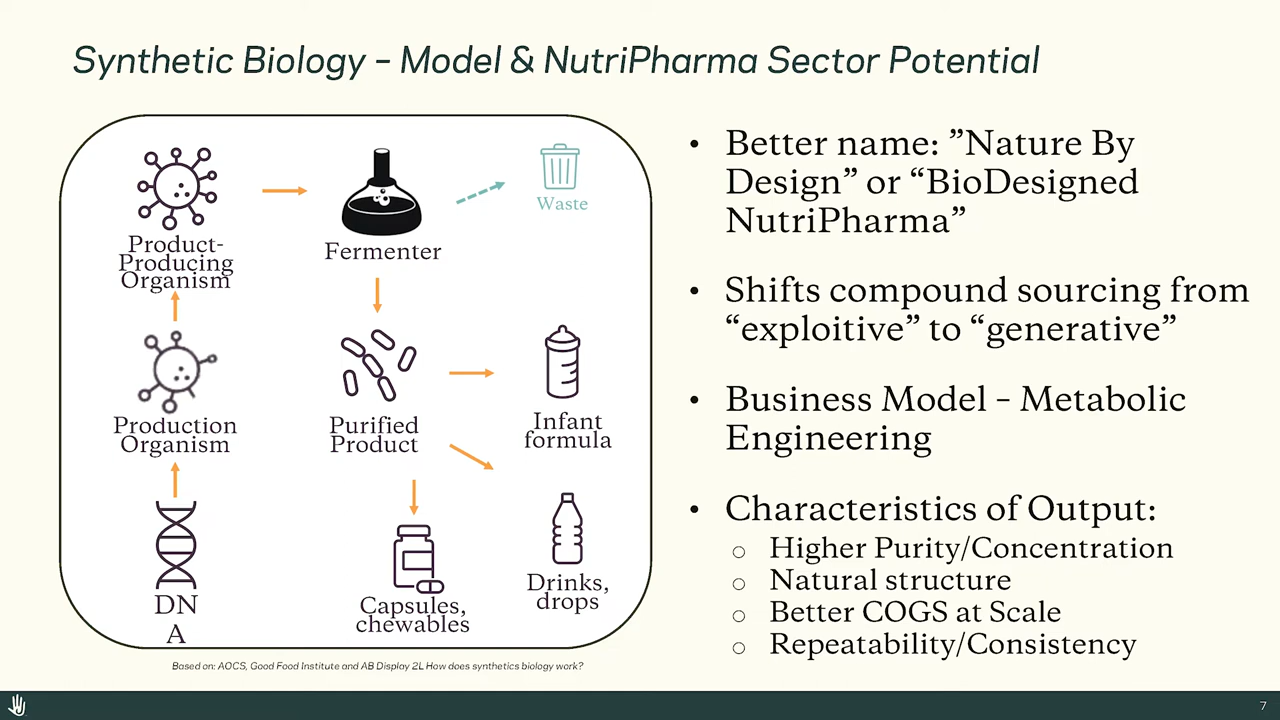 Synthetic Biology – Model & NutriPharma Sector Potential
Product-
Producing
Organism
Fermenter
Waste
Production
Organism
Purified
Product
Infant
formula
DN
A
Capsules,
chewables
Drinks,
drops
Based on: AOCS, Good Food Institute and AB Display 2L How does synthetics biology work?
• Better name: ”Nature By
Design” or “BioDesigned
NutriPharma”
• Shifts compound sourcing from
“exploitive” to “generative”
• Business Model – Metabolic
Engineering
• Characteristics of Output:
○ Higher Purity/Concentration
○ Natural structure
○ Better COGS at Scale
○ Repeatability/Consistency
7